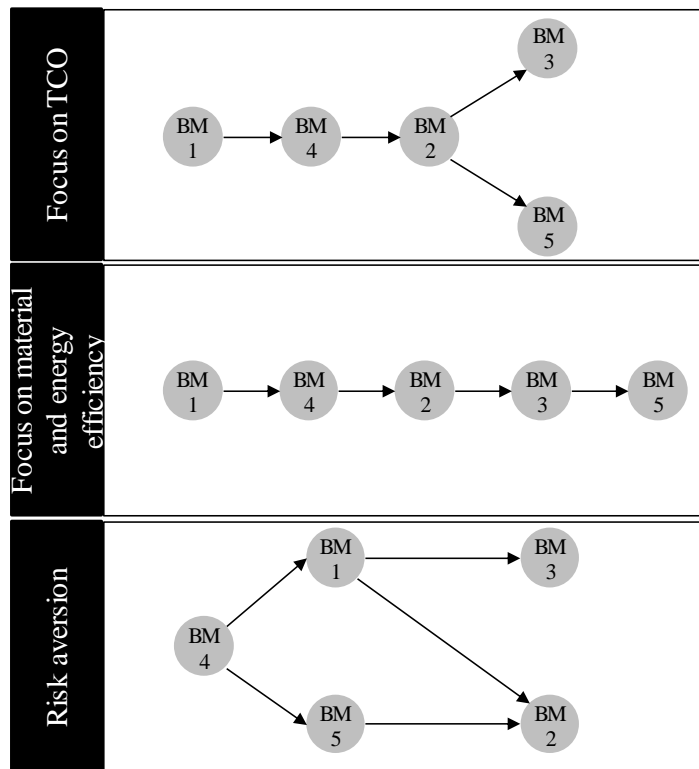 Focus on TCO
BM
3
BM
1
BM
4
BM
2
BM
5
Focus on material
and energy
efficiency
BM
1
BM
4
BM
2
BM
3
BM
5
Risk aversion
BM
1
BM
3
BM
4
BM
5
BM
2